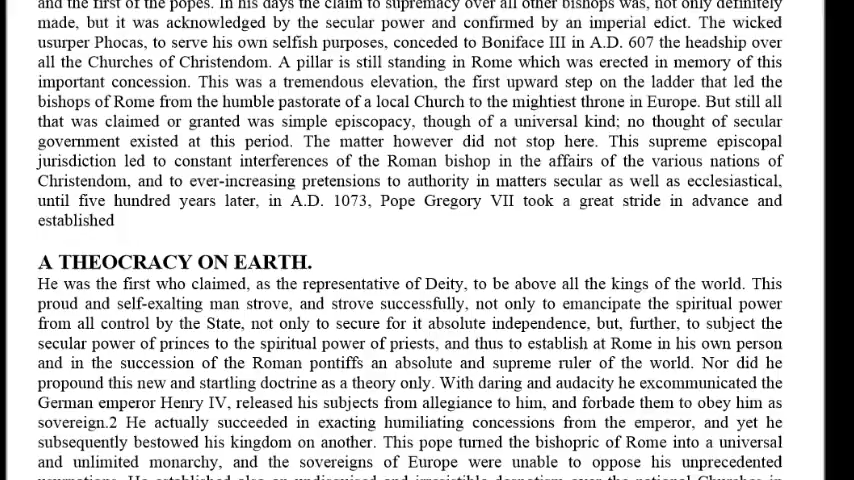 and the first of the popes. In his days the claim to supremacy over all other bishops was, not only definitely
made, but it was acknowledged by the secular power and confirmed by an imperial edict. The wicked
usurper Phocas, to serve his own selfish purposes, conceded to Boniface III in A.D. 607 the headship over
all the Churches of Christendom. A pillar is still standing in Rome which was erected in memory of this
important concession. This was a tremendous elevation, the first upward step on the ladder that led the
bishops of Rome from the humble pastorate of a local Church to the mightiest throne in Europe. But still all
that was claimed or granted was simple episcopacy, though of a universal kind; no thought of secular
government existed at this period. The matter however did not stop here. This supreme episcopal
jurisdiction led to constant interferences of the Roman bishop in the affairs of the various nations of
Christendom, and to ever-increasing pretensions to authority in matters secular as well as ecclesiastical,
until five hundred years later, in A.D. 1073, Pope Gregory VII took a great stride in advance and
established
A THEOCRACY ON EARTH.
He was the first who claimed, as the representative of Deity, to be above all the kings of the world. This
proud and self-exalting man strove, and strove successfully, not only to emancipate the spiritual power
from all control by the State, not only to secure for it absolute independence, but, further, to subject the
secular power of princes to the spiritual power of priests, and thus to establish at Rome in his own person
and in the succession of the Roman pontiffs an absolute and supreme ruler of the world. Nor did he
propound this new and startling doctrine as a theory only. With daring and audacity he excommunicated the
German emperor Henry IV, released his subjects from allegiance to him, and forbade them to obey him as
sovereign.2 He actually succeeded in exacting humiliating concessions from the emperor, and yet he
subsequently bestowed his kingdom on another. This pope turned the bishopric of Rome into a universal
and unlimited monarchy, and the sovereigns of Europe were unable to oppose his unprecedented